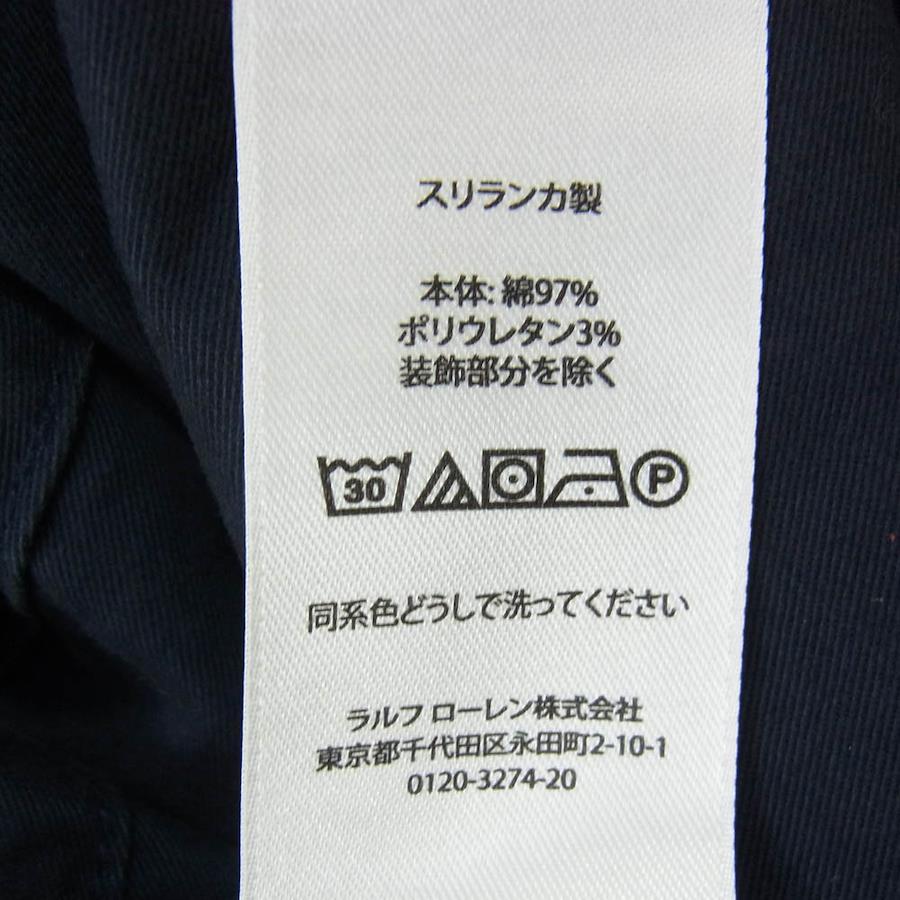 スリランカ製
本体: 綿97%
ポリウレタン3%
装飾部分を除く
30 P
同系色どうしで洗ってください
ラルフ ローレン株式会社
東京都千代田区永田町2-10-1
0120-3274-20